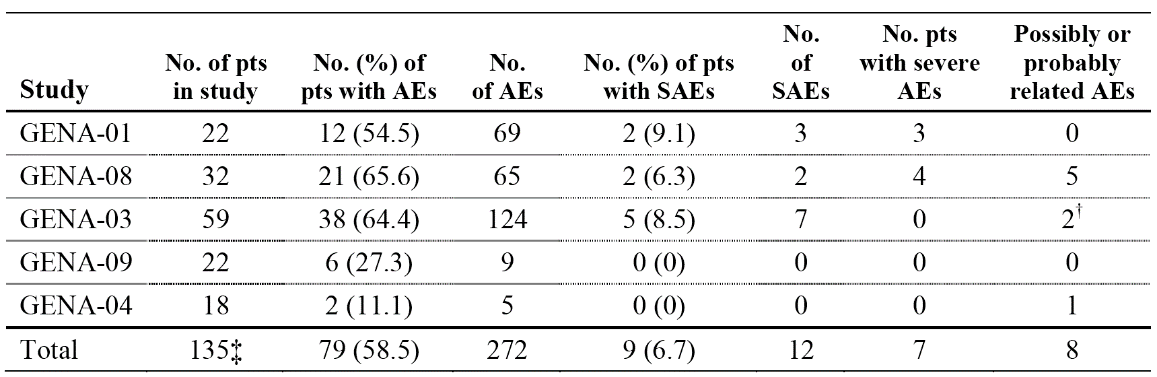 Study No. of pts in study No. (%) of pts with AEs No. of AEs No. (%) of pts with SAEs No. of SAEs No. pts with severe AEs Possibly or probably related AEs
GENA-01 22 12 (54.5) 69 2 (9.1) 3 3 0
GENA-08 32 21 (65.6) 65 2 (6.3) 2 4 5
GENA-03 59 38 (64.4) 124 5 (8.5) 7 0 2†
GENA-09 22 6 (27.3) 9 0 (0) 0 0 0
GENA-04 18 2 (11.1) 5 0 (0) 0 0 1
Total 135‡ 79 (58.5) 272 9 (6.7) 12 7 8